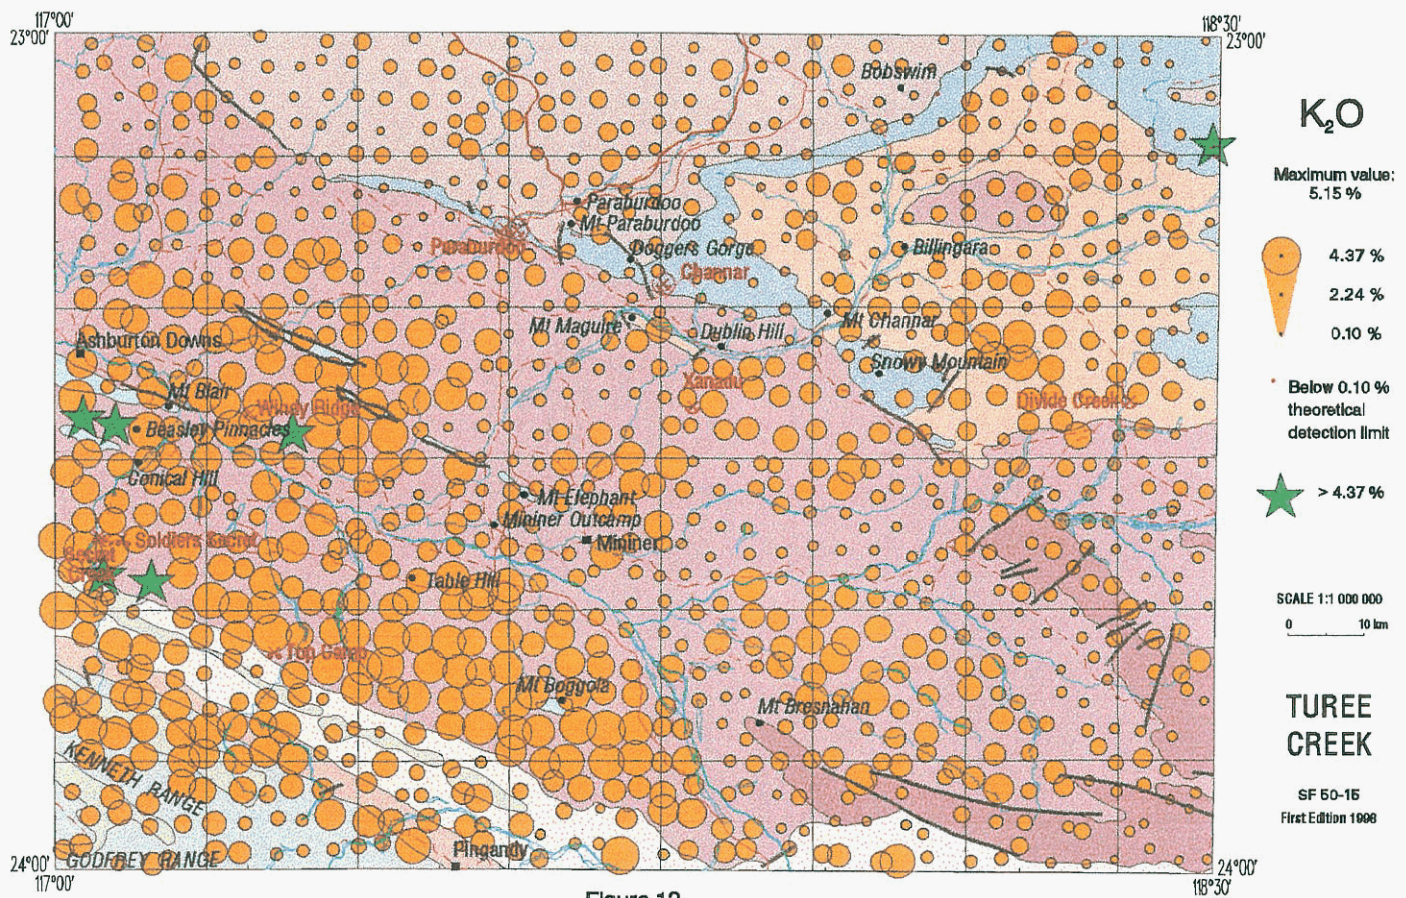 117°00'
118°30'
23°00'
23°00'
Bobswim
K₂O
Maximum value:
5.15 %
Paraburdoo
Mt Paraburdoo
Paraburdoo
Doggers Gorge
Billingara
4.37 %
Channar
2.24 %
Mt Maguire
Dublin Hill
Mt Channar
0.10 %
Ashburton Downs
Snowy Mountain
Mt Blair
Xanadu
Below 0.10 %
theoretical
detection limit
Windy Ridge
Divide Creek
Beasley Pinnacles
Conical Hill
Mt Elephant
> 4.37 %
Mininer Outcamp
Soldiers Secret
Mininer
Secret
Table Hill
SCALE 1:1 000 000
0 10 km
Top Camp
Mt Boggola
Mt Bresnahan
TUREE
CREEK
KENNETH RANGE
SF 50-15
First Edition 1996
GODFREY RANGE
Pingandy
24°00'
24°00'
117°00'
118°30'